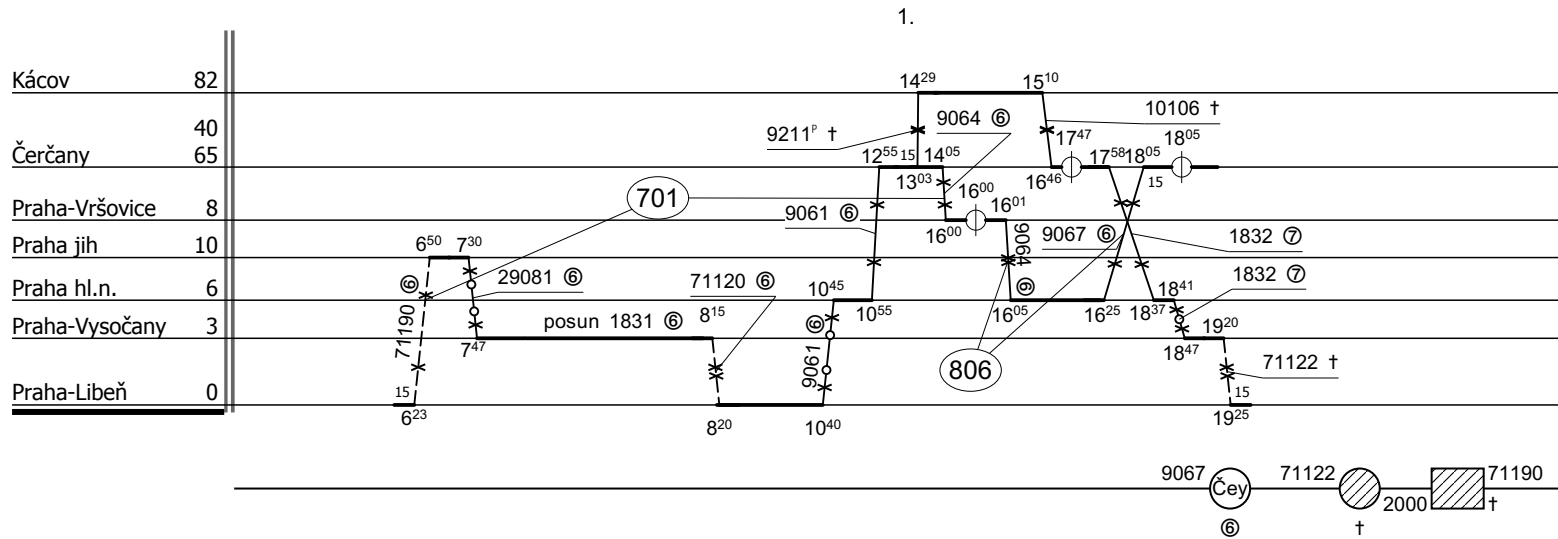 1.
Kácov 82
14²⁹ 15¹⁰
10106 †
9064 ⑥
9211ᴾ †
40
17⁴⁷ 18⁰⁵
Čerčany 65
12⁵⁵ 15 14⁰⁵ 17⁵⁸ 18⁰⁵
13⁰³ 16⁴⁶ 15
701
16⁰⁰
Praha-Vršovice 8
9061 ⑥
16⁰¹
16⁰⁰
9064 ⑥
9067 ⑥
1832 ⑦
Praha jih 10
6⁵⁰ 7³⁰
71190 ⑥
29081 ⑥
71120 ⑥
1832 ⑦
Praha hl.n. 6
10⁴⁵ 18⁴¹
10⁵⁵ 16⁰⁵ 16²⁵ 18³⁷
Praha-Vysočany 3
posun 1831 ⑥
8¹⁵
9061 ⑥
19²⁰
7⁴⁷ 18⁴⁷
806
71122 †
Praha-Libeň 0
15 15
6²³ 8²⁰ 10⁴⁰ 19²⁵
9067 Čey 71122 2000 71190
⑥ † †